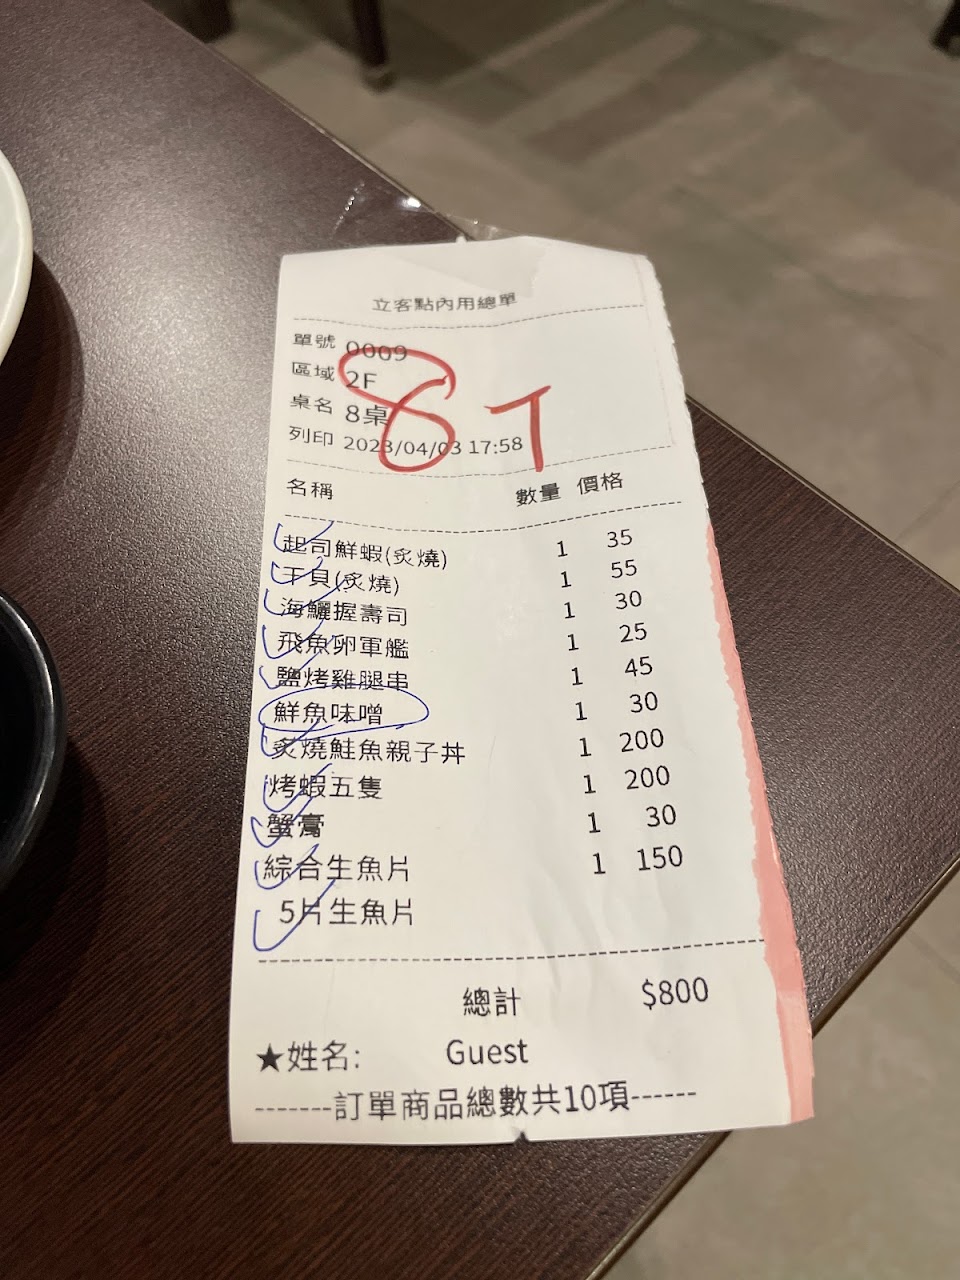 立客點內用總單
單號 0009
區域 2F
桌名 8桌
列印 2023/04/03 17:58
8T
名稱 數量 價格
起司鮮蝦(炙燒) 1 35
干貝(炙燒) 1 55
海鱺握壽司 1 30
飛魚卵軍艦 1 25
鹽烤雞腿串 1 45
鮮魚味噌 1 30
炙燒鮭魚親子丼 1 200
烤蝦五隻 1 200
蟹膏 1 30
綜合生魚片 1 150
5片生魚片
總計 $800
★姓名: Guest
-------訂單商品總數共10項------